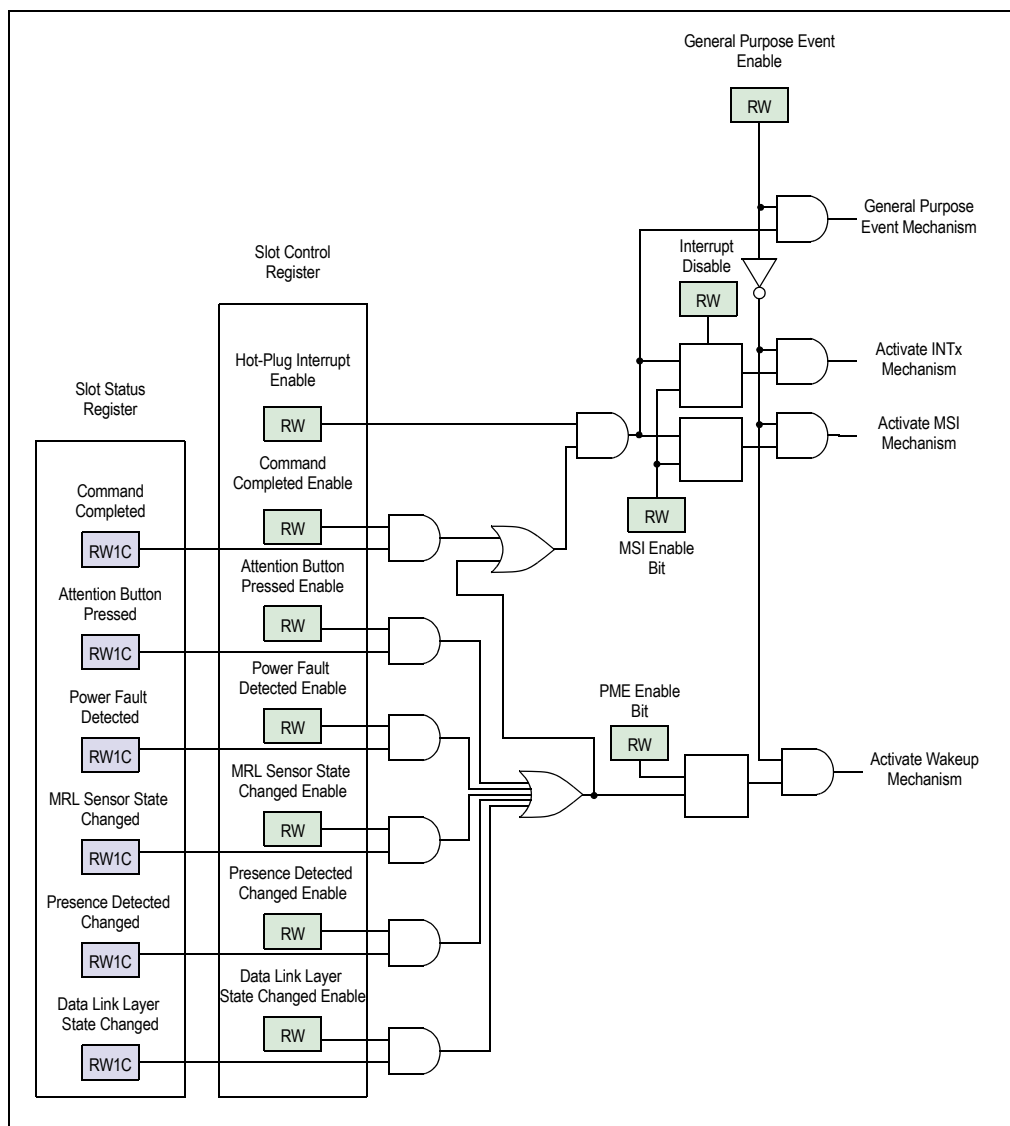 General Purpose Event
Enable
RW
General Purpose
Event Mechanism
Interrupt
Disable
RW
Slot Control
Register
Activate INTx
Mechanism
Hot-Plug Interrupt
Enable
RW
Slot Status
Register
Activate MSI
Mechanism
Command
Completed Enable
RW
Command
Completed
RW1C
RW
MSI Enable
Bit
Attention Button
Pressed Enable
RW
Attention Button
Pressed
RW1C
Power Fault
Detected Enable
RW
Power Fault
Detected
RW1C
PME Enable
Bit
RW
Activate Wakeup
Mechanism
MRL Sensor State
Changed Enable
RW
MRL Sensor State
Changed
RW1C
Presence Detected
Changed Enable
RW
Presence Detected
Changed
RW1C
Data Link Layer
State Changed Enable
RW
Data Link Layer
State Changed
RW1C